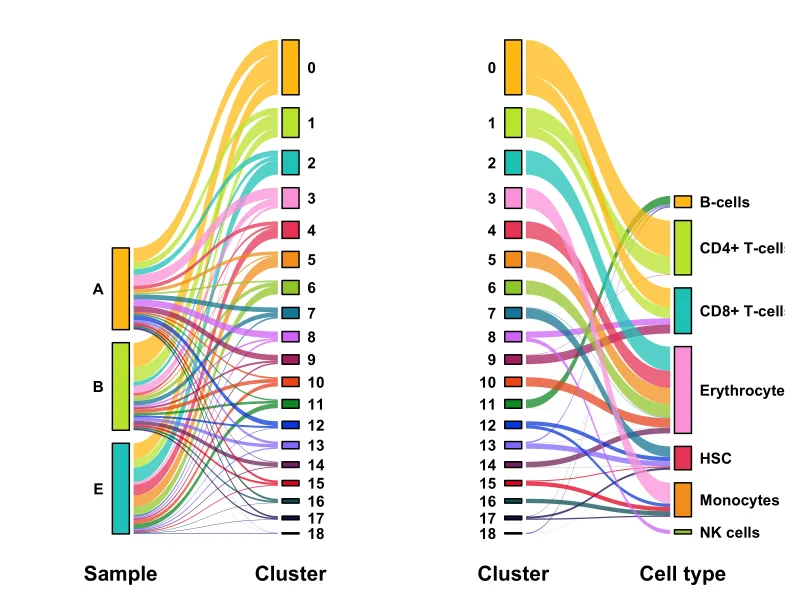 0
1
2
3
4
5
6
7
8
9
10
11
12
13
14
15
16
17
18
A
B
E
Sample
Cluster
0
1
2
3
4
5
6
7
8
9
10
11
12
13
14
15
16
17
18
B-cells
CD4+ T-cells
CD8+ T-cells
Erythrocyte
HSC
Monocytes
NK cells
Cluster
Cell type